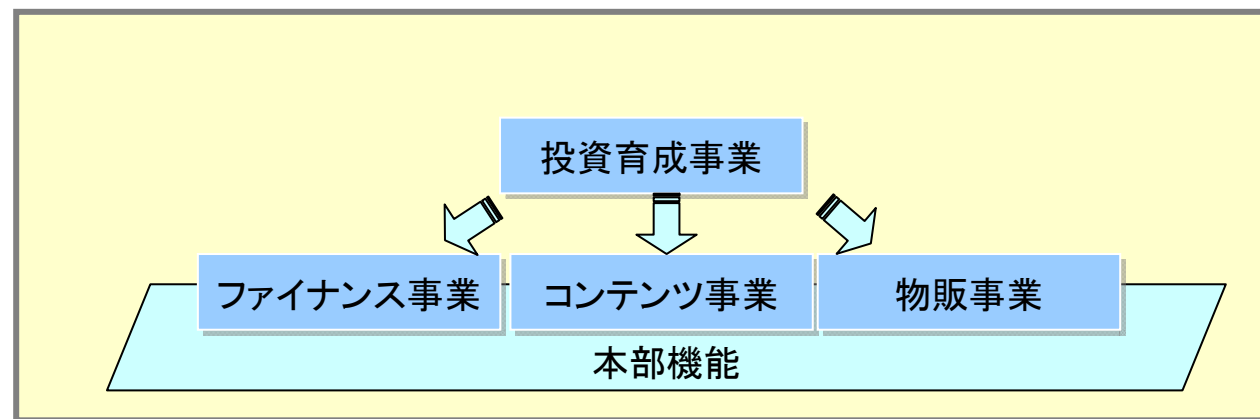 投資育成事業
ファイナンス事業
コンテンツ事業
物販事業
本部機能